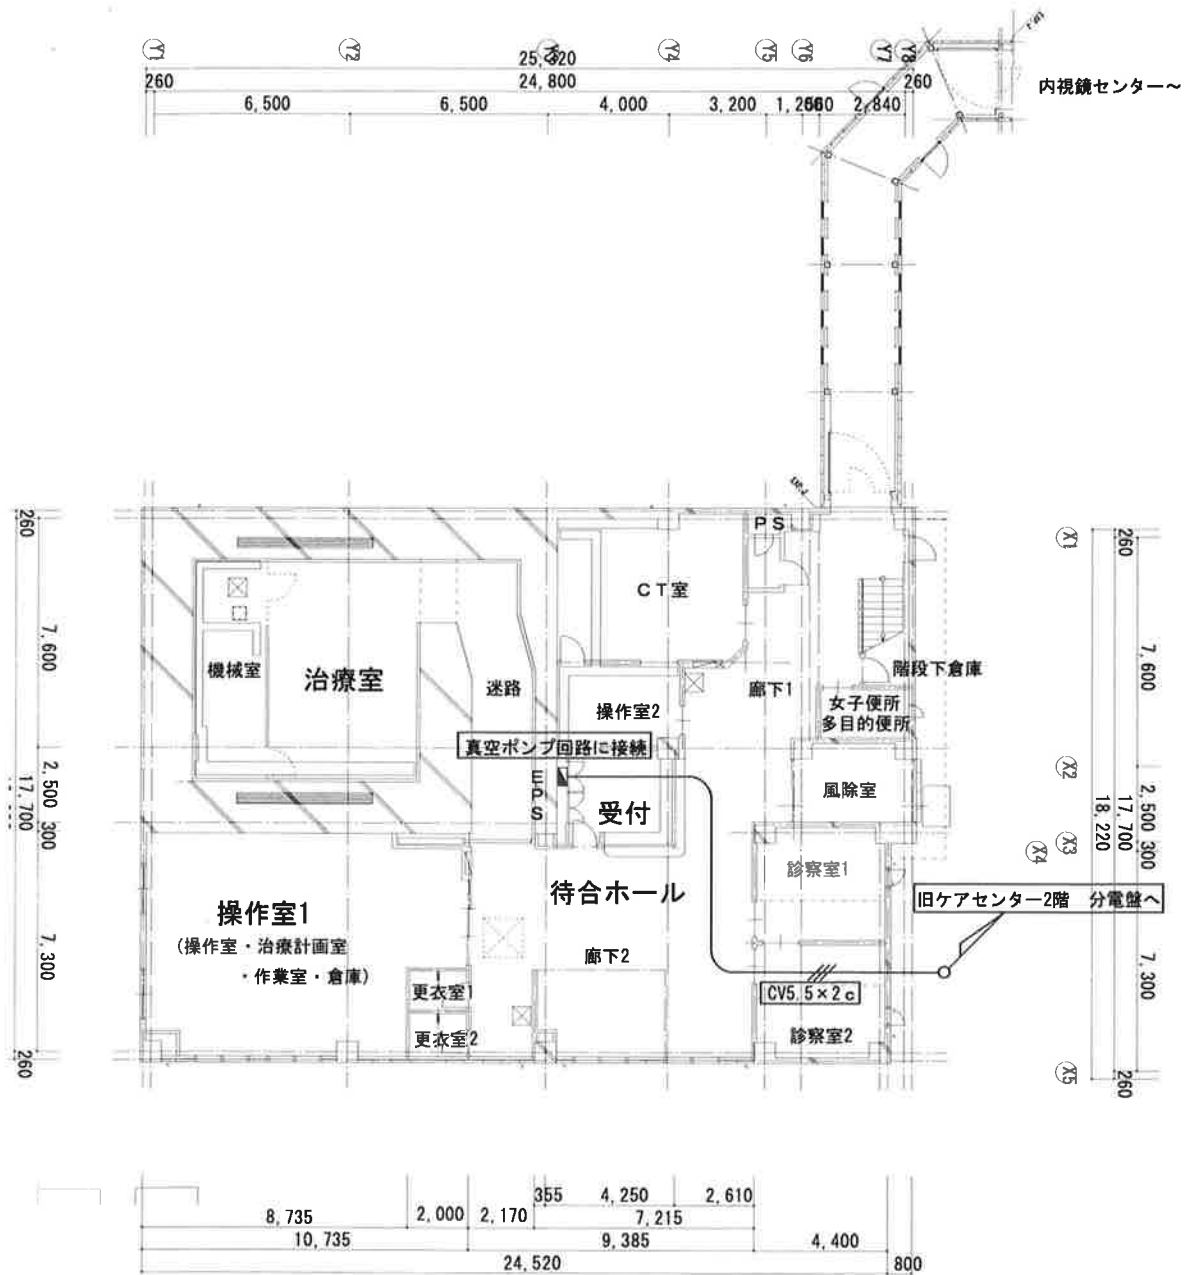 Y1
Y2
Y4
Y5
Y6
Y7
Y8
260
24,800
260
6,500
6,500
4,000
3,200
2,840
内視鏡センター～
PS
CT室
機械室
治療室
迷路
廊下1
階段下倉庫
操作室2
女子便所
多目的便所
真空ポンプ回路に接続
EPS
受付
風除室
診察室1
待合ホール
旧ケアセンター2階 分電盤へ
操作室1
(操作室・治療計画室
・作業室・倉庫)
廊下2
更衣室1
CV5.5×2c
更衣室2
診察室2
260
7,600
2,500
300
17,700
7,300
260
X1
X2
X3
X4
X5
260
7,600
2,500
300
17,700
18,220
7,300
260
355
4,250
2,610
8,735
2,000
2,170
7,215
10,735
9,385
4,400
24,520
800